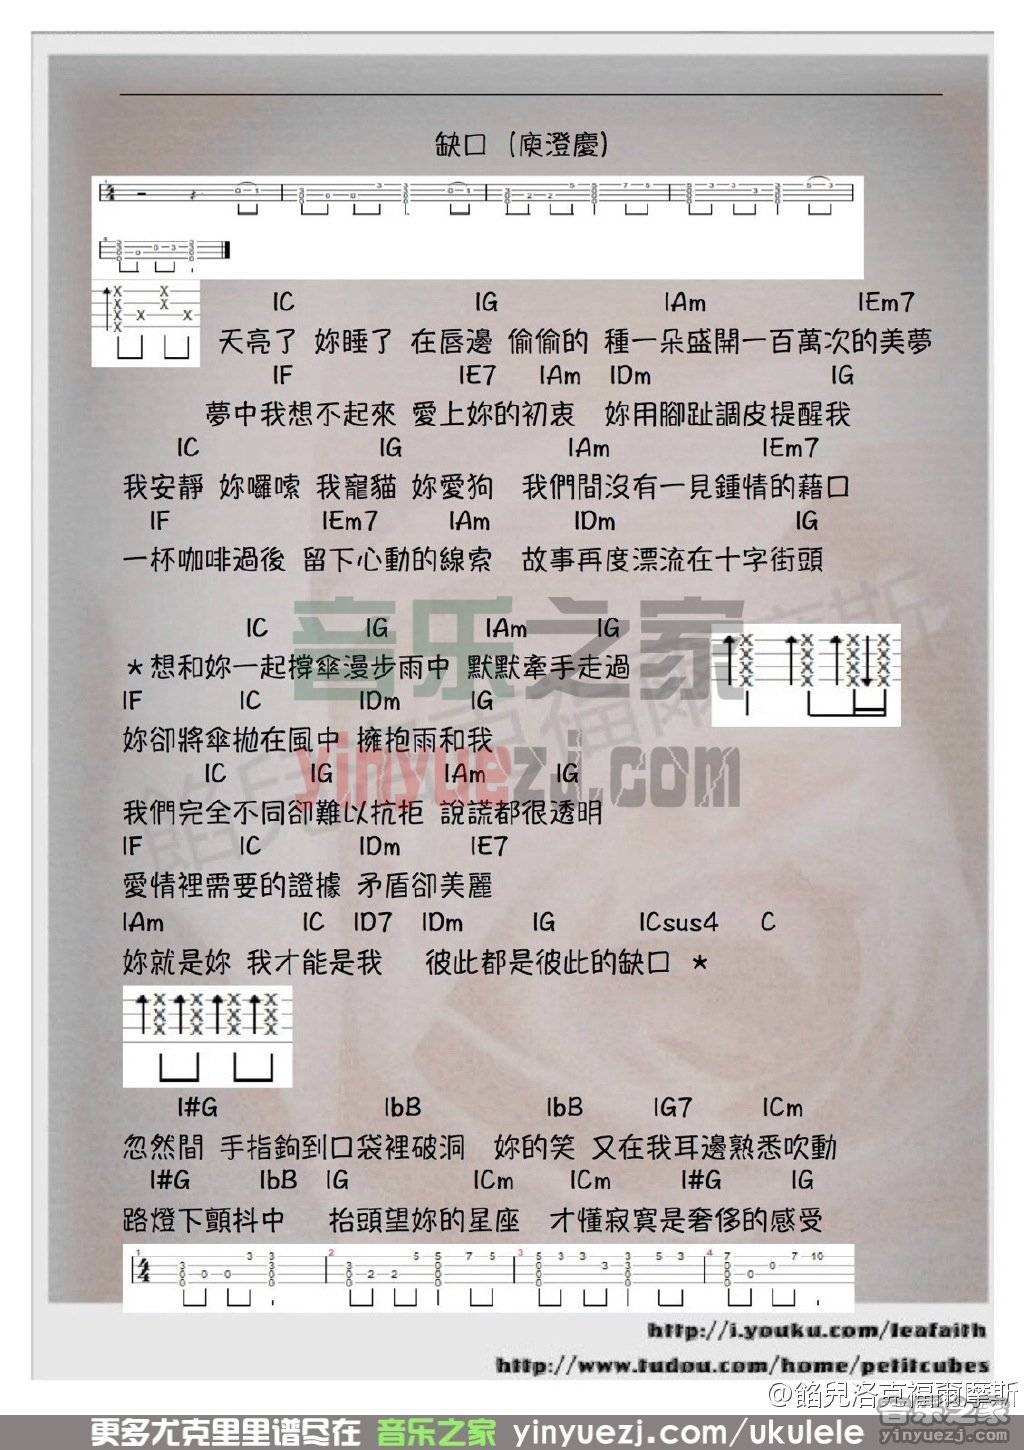 缺口 (庾澄慶)
IC IG IAm IEm7
天亮了 妳睡了 在唇邊 偷偷的 種一朵盛開一百萬次的美夢
IF IE7 IAm IDm IG
夢中我想不起來 愛上妳的初衷 妳用腳趾調皮提醒我
IC IG IAm IEm7
我安靜 妳囉嗦 我寵貓 妳愛狗 我們間沒有一見鍾情的藉口
IF IEm7 IAm IDm IG
一杯咖啡過後 留下心動的線索 故事再度漂流在十字街頭
IC IG IAm IG
★想和妳一起撐傘漫步雨中 默默牽手走過
IF IC IDm IG
妳卻將傘拋在風中 擁抱雨和我
IC IG IAm IG
我們完全不同卻難以抗拒 說謊都很透明
IF IC IDm IE7
愛情裡需要的證據 矛盾卻美麗
IAm IC ID7 IDm IG ICsus4 C
妳就是妳 我才能是我 彼此都是彼此的缺口 ★
I#G IbB IbB IG7 ICm
忽然間 手指鉤到口袋裡破洞 妳的笑 又在我耳邊熟悉吹動
I#G IbB IG ICm ICm I#G IG
路燈下顫抖中 抬頭望妳的星座 才懂寂寞是奢侈的感受
音乐之家
yinyuezj.com
http://i.youku.com/leafaith
http://www.tudou.com/home/petitcubes
@餡兒洛克福爾摩斯
音乐之家
yinyuezj.com
更多尤克里里谱尽在 音乐之家 yinyuezj.com/ukulele